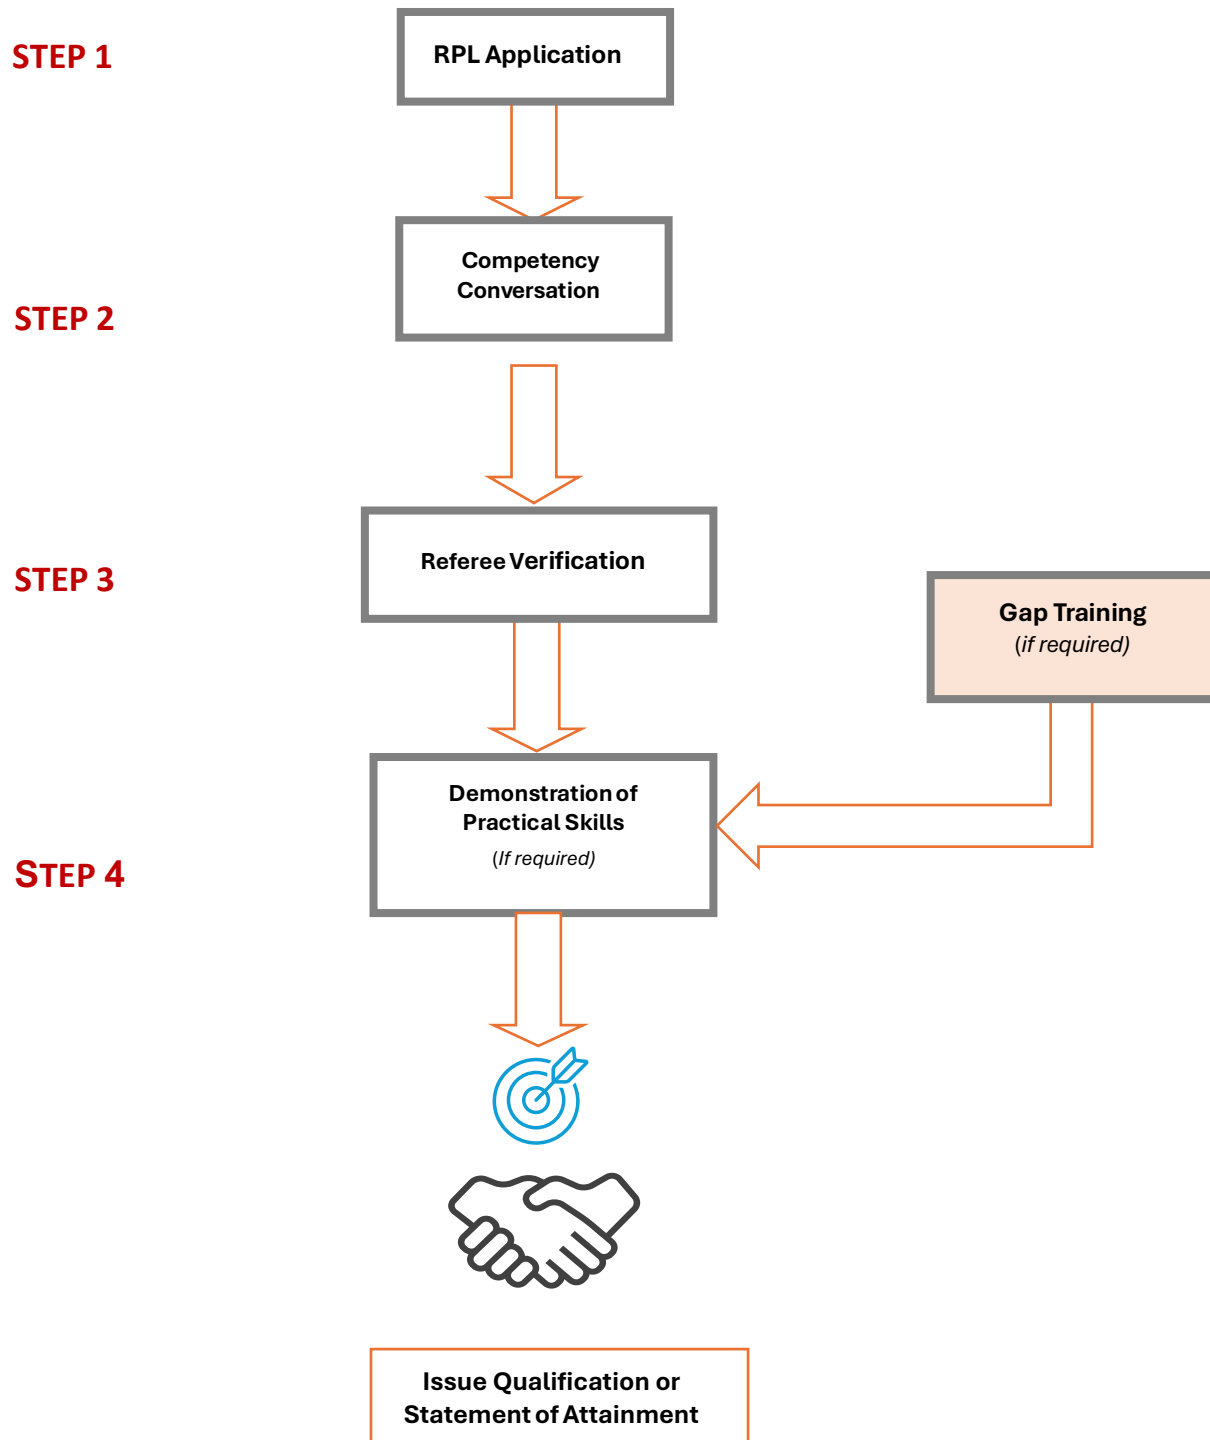 STEP 1
RPL Application
Competency
Conversation
STEP 2
Referee Verification
STEP 3
Gap Training
(if required)
Demonstration of
Practical Skills
(If required)
STEP 4
Issue Qualification or
Statement of Attainment